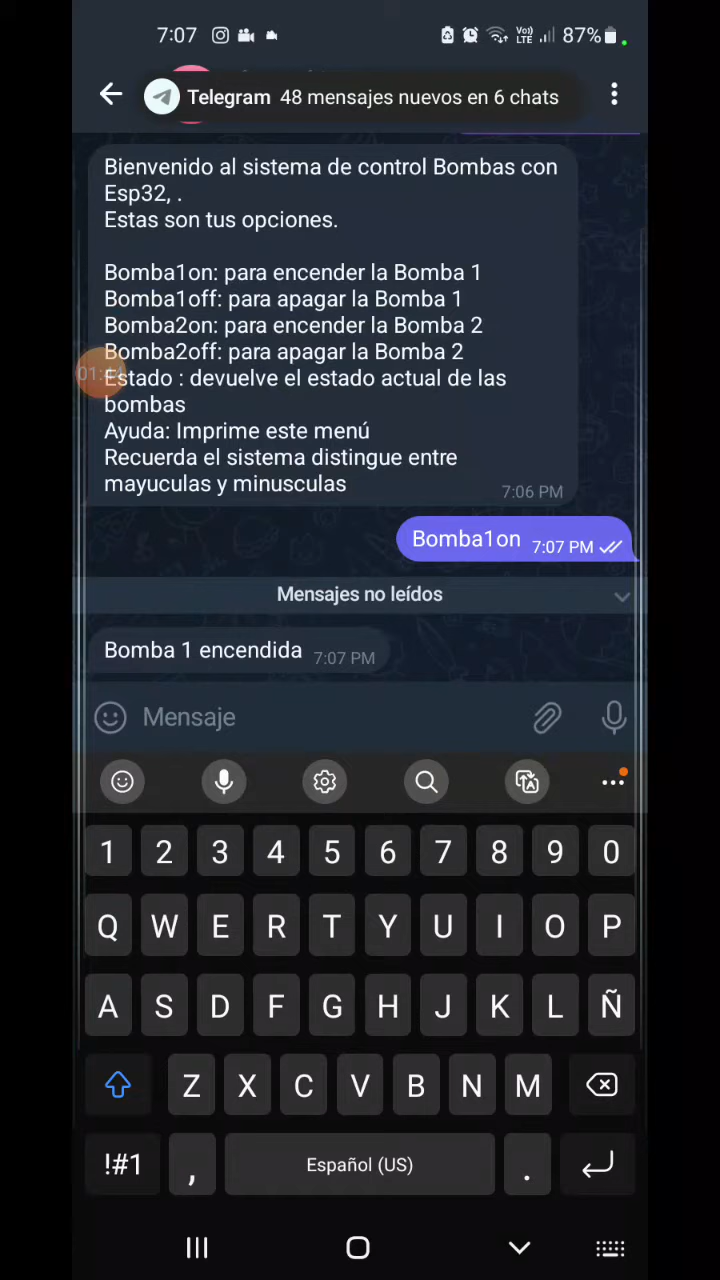 7:07
Vo))
LTE
87%
Telegram 48 mensajes nuevos en 6 chats
Bienvenido al sistema de control Bombas con
Esp32, .
Estas son tus opciones.
Bomba1on: para encender la Bomba 1
Bomba1off: para apagar la Bomba 1
Bomba2on: para encender la Bomba 2
Bomba2off: para apagar la Bomba 2
Estado : devuelve el estado actual de las
bombas
Ayuda: Imprime este menú
Recuerda el sistema distingue entre
mayuculas y minusculas
7:06 PM
Bomba1on 7:07 PM
Mensajes no leídos
Bomba 1 encendida 7:07 PM
Mensaje
1 2 3 4 5 6 7 8 9 0
Q W E R T Y U I O P
A S D F G H J K L Ñ
Z X C V B N M
!#1 , Español (US) .